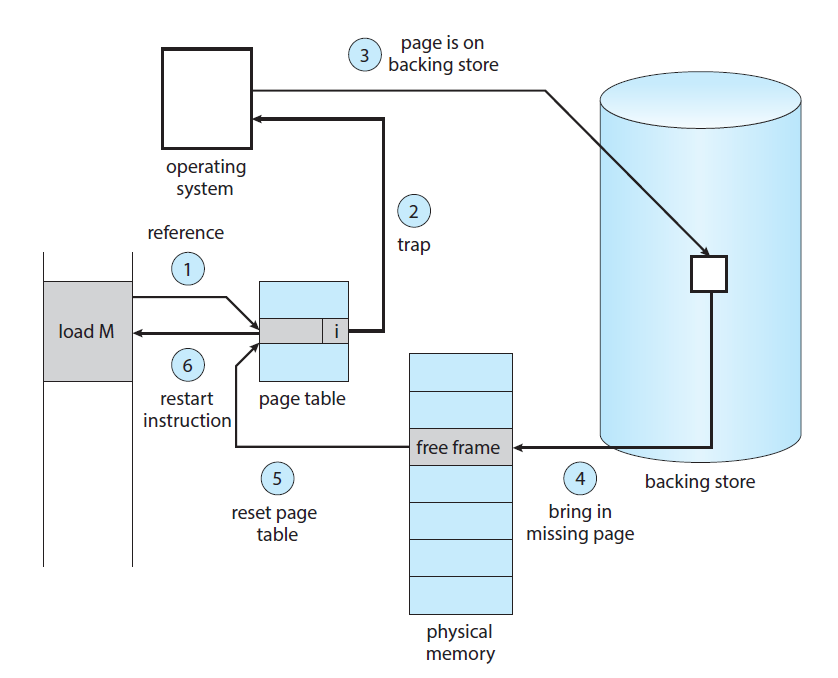 3
page is on
backing store
operating
system
2
trap
reference
1
load M
i
6
restart
instruction
page table
free frame
5
reset page
table
4
bring in
missing page
backing store
physical
memory